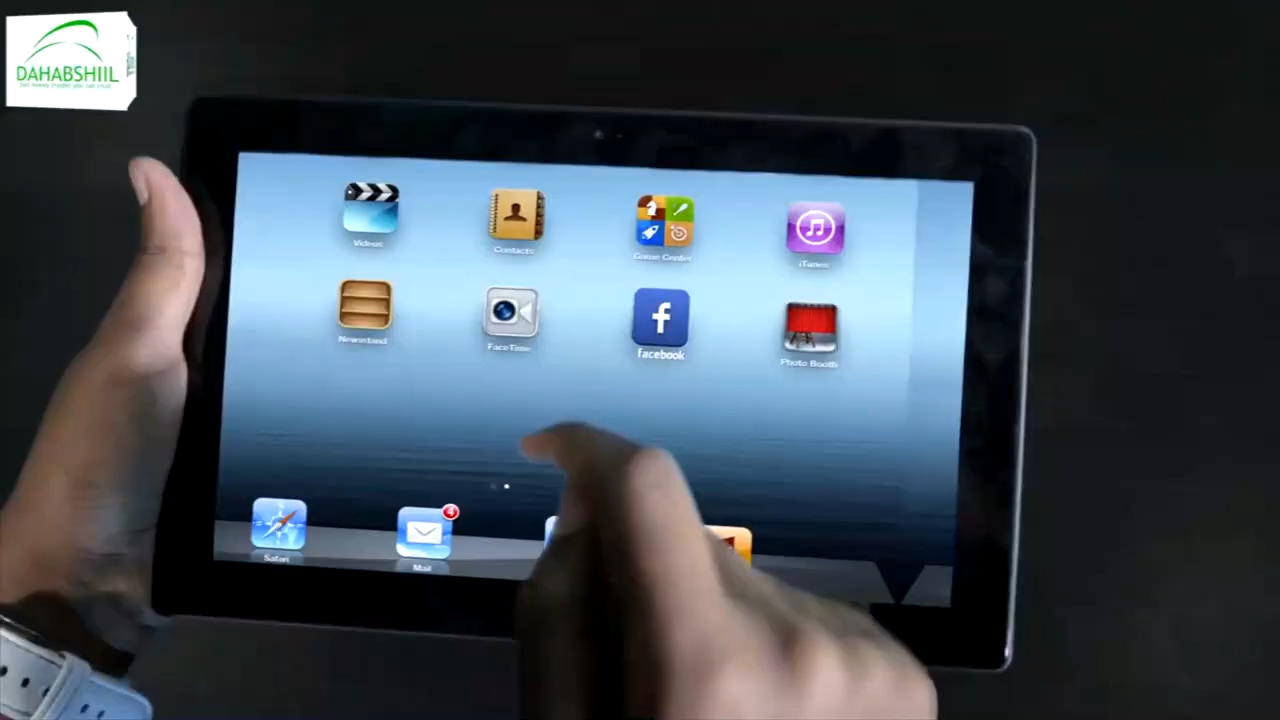 DAHABSHIIL
Videos
Contacts
Game Center
iTunes
Newsstand
FaceTime
f
facebook
Photo Booth
4
Safari
Mail